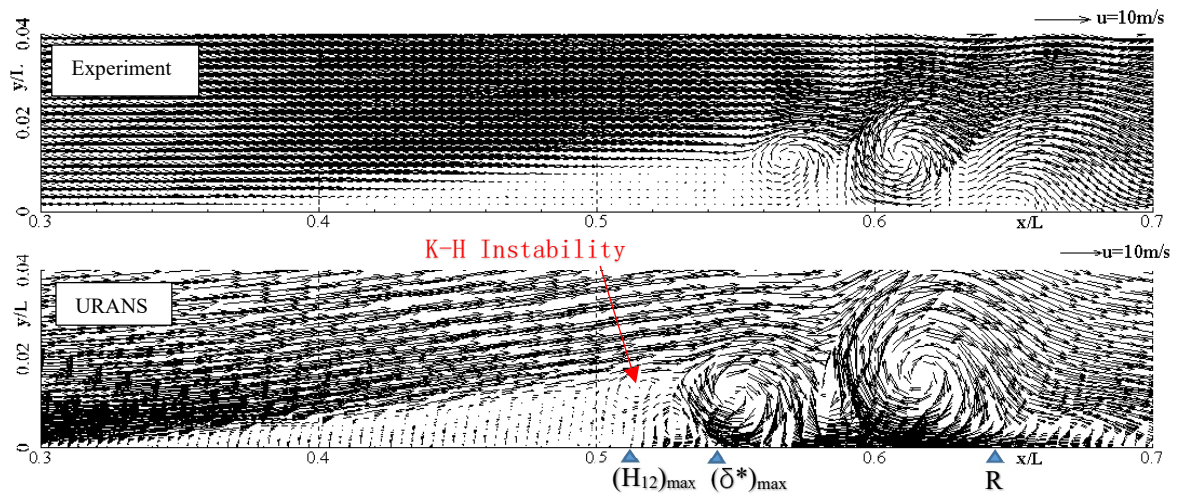 u=10m/s
0.04
Experiment
y/L
0.02
0
0.3
0.4
0.5
0.6
x/L
0.7
K-H Instability
u=10m/s
0.04
URANS
y/L
0.02
0
0.3
0.4
0.5
0.6
x/L
0.7
(H₁₂)max
(δ*)max
R